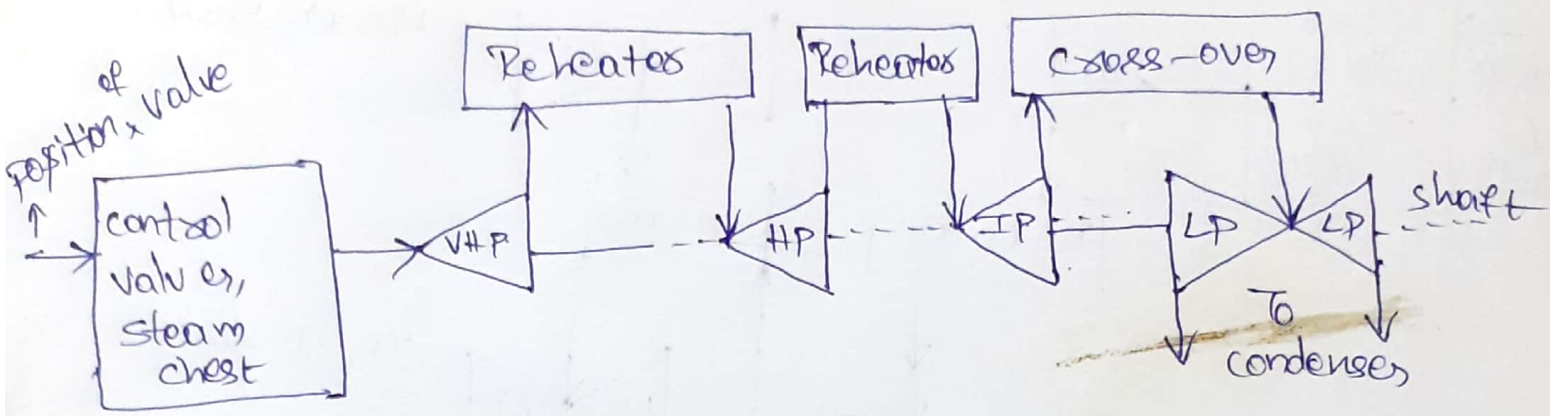 Position of valve
Reheater
Reheater
Cross-over
control
valves,
steam
chest
VHP
HP
IP
LP
LP
shaft
To
condenser